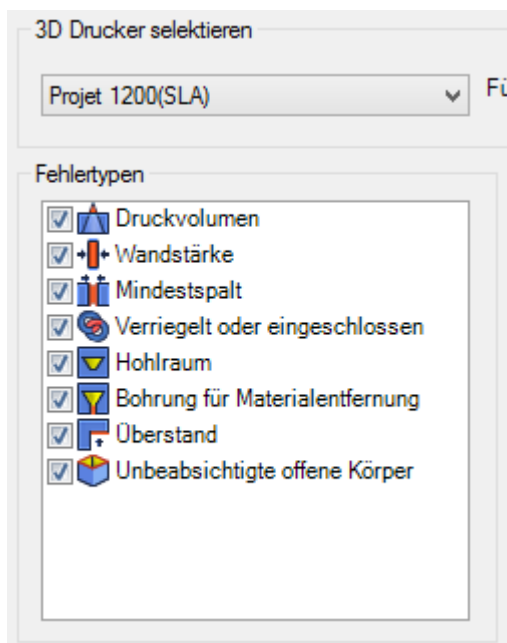 3D Drucker selektieren
Projet 1200(SLA)
Fehlertypen
Druckvolumen
Wandstärke
Mindestspalt
Verriegelt oder eingeschlossen
Hohlraum
Bohrung für Materialentfernung
Überstand
Unbeabsichtigte offene Körper